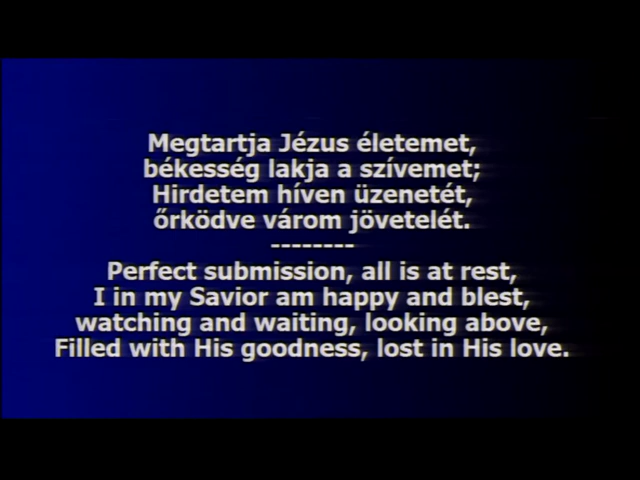 Megtartja Jézus életemet,
békesség lakja a szívemet;
Hirdetem híven üzenetét,
őrködve várom jövetelét.
--------
Perfect submission, all is at rest,
I in my Savior am happy and blest,
watching and waiting, looking above,
Filled with His goodness, lost in His love.